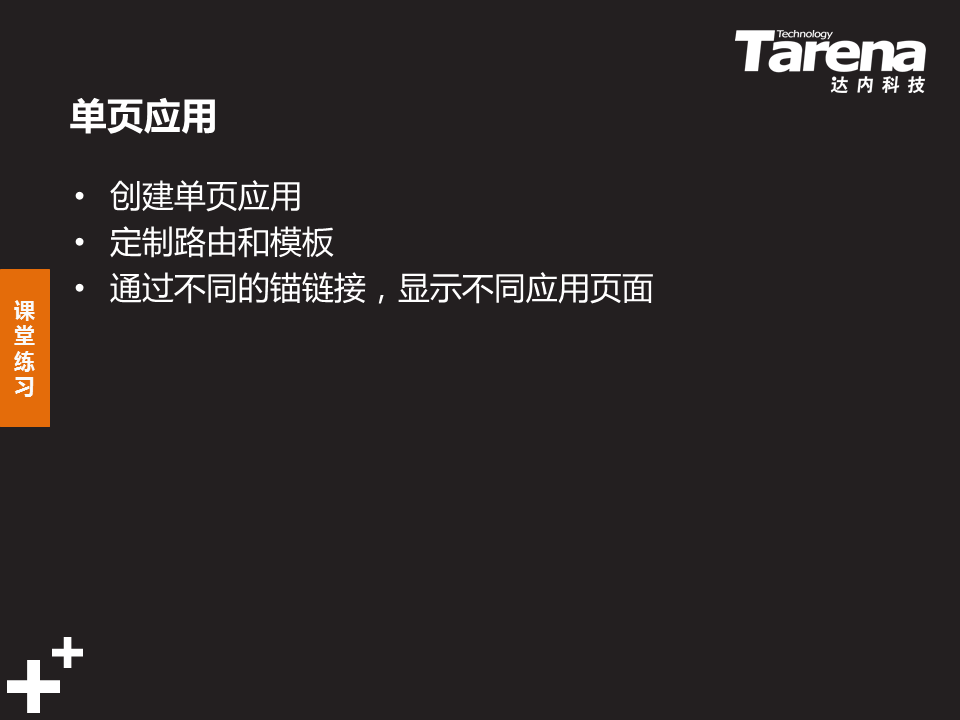 Technology
Tarena
达内科技
单页应用
• 创建单页应用
• 定制路由和模板
• 通过不同的锚链接，显示不同应用页面
课
堂
练
习